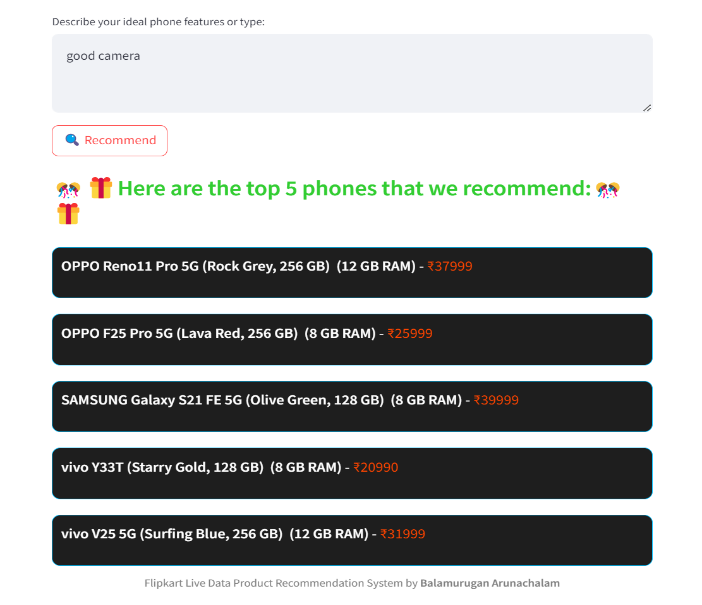 Describe your ideal phone features or type:
good camera
🔍 Recommend
🎊 🎁 Here are the top 5 phones that we recommend: 🎊
🎁
OPPO Reno11 Pro 5G (Rock Grey, 256 GB)  (12 GB RAM) - ₹37999
OPPO F25 Pro 5G (Lava Red, 256 GB)  (8 GB RAM) - ₹25999
SAMSUNG Galaxy S21 FE 5G (Olive Green, 128 GB)  (8 GB RAM) - ₹39999
vivo Y33T (Starry Gold, 128 GB)  (8 GB RAM) - ₹20990
vivo V25 5G (Surfing Blue, 256 GB)  (12 GB RAM) - ₹31999
Flipkart Live Data Product Recommendation System by Balamurugan Arunachalam